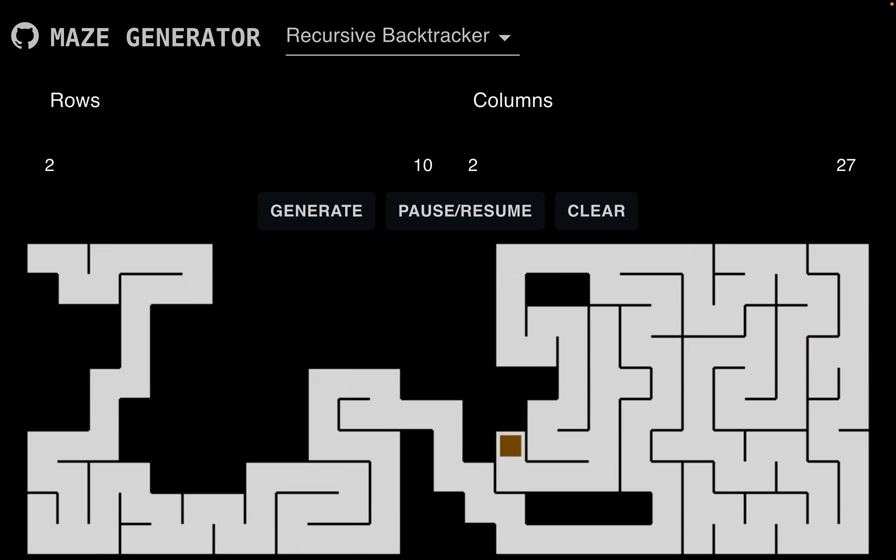 MAZE GENERATOR Recursive Backtracker
Rows Columns
2 10 2 27
GENERATE PAUSE/RESUME CLEAR